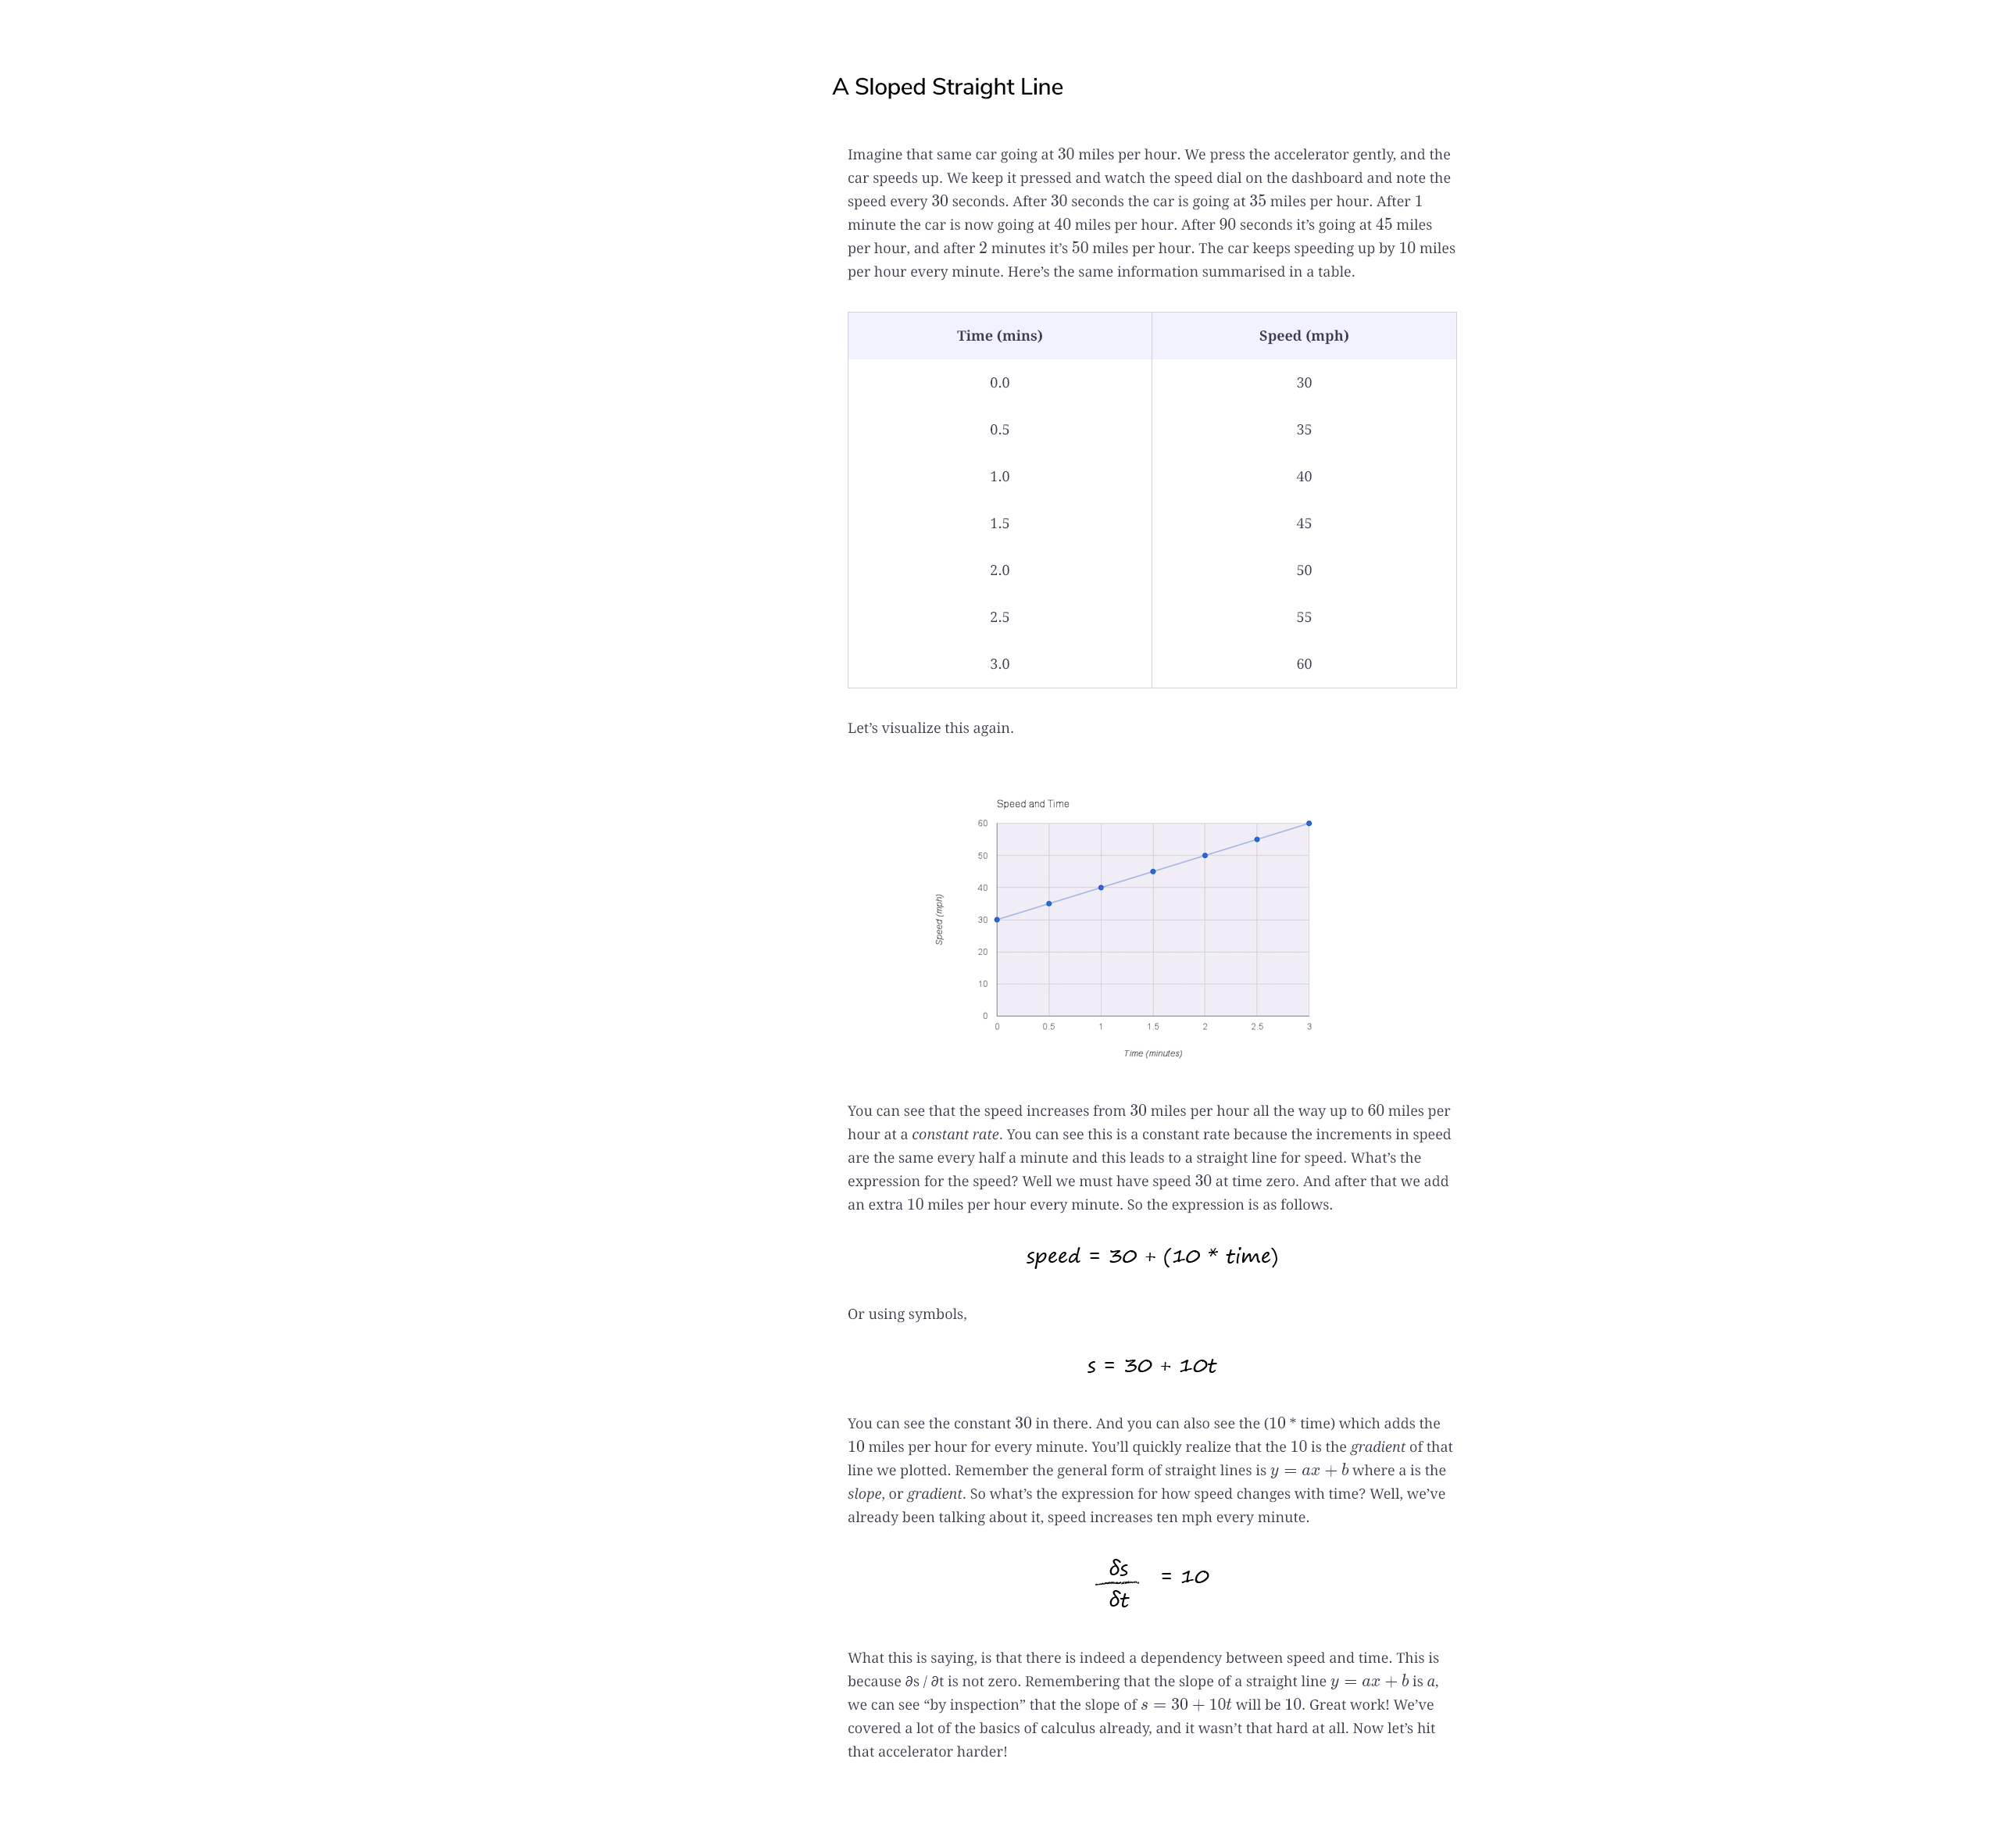 A Sloped Straight Line
Imagine that same car going at 30 miles per hour. We press the accelerator gently, and the
car speeds up. We keep it pressed and watch the speed dial on the dashboard and note the
speed every 30 seconds. After 30 seconds the car is going at 35 miles per hour. After 1
minute the car is now going at 40 miles per hour. After 90 seconds it’s going at 45 miles
per hour, and after 2 minutes it’s 50 miles per hour. The car keeps speeding up by 10 miles
per hour every minute. Here’s the same information summarised in a table.
Time (mins) Speed (mph)
0.0 30
0.5 35
1.0 40
1.5 45
2.0 50
2.5 55
3.0 60
Let’s visualize this again.
Speed and Time
60
50
40
30
20
10
0
Speed (mph)
0 0.5 1 1.5 2 2.5 3
Time (minutes)
You can see that the speed increases from 30 miles per hour all the way up to 60 miles per
hour at a constant rate. You can see this is a constant rate because the increments in speed
are the same every half a minute and this leads to a straight line for speed. What’s the
expression for the speed? Well we must have speed 30 at time zero. And after that we add
an extra 10 miles per hour every minute. So the expression is as follows.
speed = 30 + (10 * time)
Or using symbols,
s = 30 + 10t
You can see the constant 30 in there. And you can also see the (10 * time) which adds the
10 miles per hour for every minute. You’ll quickly realize that the 10 is the gradient of that
line we plotted. Remember the general form of straight lines is y = ax + b where a is the
slope, or gradient. So what’s the expression for how speed changes with time? Well, we’ve
already been talking about it, speed increases ten mph every minute.
δs
= 10
δt
What this is saying, is that there is indeed a dependency between speed and time. This is
because ∂s / ∂t is not zero. Remembering that the slope of a straight line y = ax + b is a,
we can see “by inspection” that the slope of s = 30 + 10t will be 10. Great work! We’ve
covered a lot of the basics of calculus already, and it wasn’t that hard at all. Now let’s hit
that accelerator harder!